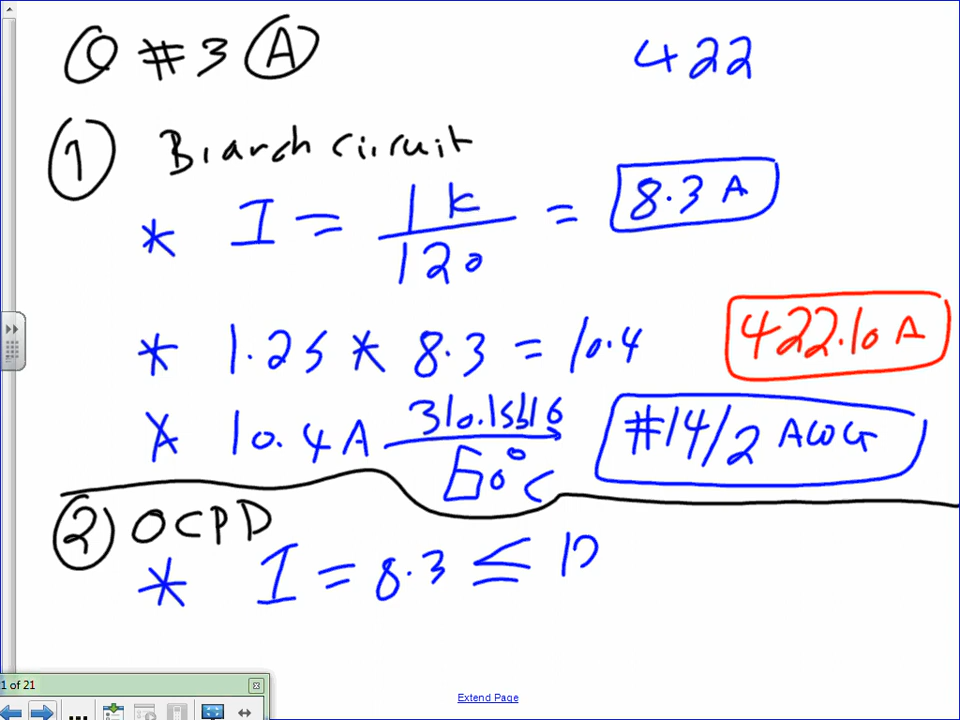 Q #3 A
422
1 Branch circuit
* I = 1k / 120 = 8.3 A
* 1.25 * 8.3 = 10.4
422.10 A
* 10.4 A 310.15b16 60°C #14/2 AWG
2) OCPD
* I = 8.3 ≤
1 of 21
Extend Page